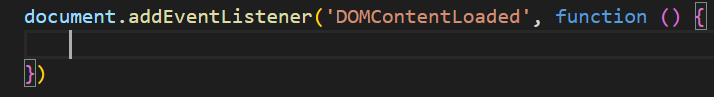 document.addEventListener('DOMContentLoaded', function () {
})